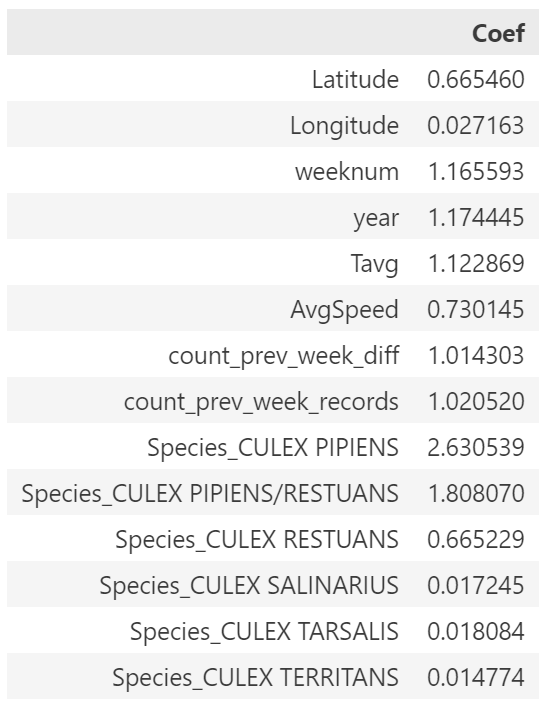 Coef
Latitude 0.665460
Longitude 0.027163
weeknum 1.165593
year 1.174445
Tavg 1.122869
AvgSpeed 0.730145
count_prev_week_diff 1.014303
count_prev_week_records 1.020520
Species_CULEX PIPIENS 2.630539
Species_CULEX PIPIENS/RESTUANS 1.808070
Species_CULEX RESTUANS 0.665229
Species_CULEX SALINARIUS 0.017245
Species_CULEX TARSALIS 0.018084
Species_CULEX TERRITANS 0.014774